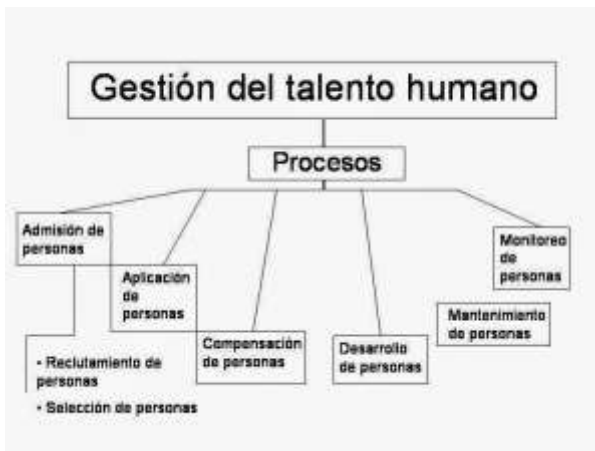 Gestión del talento humano
Procesos
Admisión de
personas
Aplicación
de
personas
Compensación
de personas
Desarrollo
de personas
Mantenimiento
de personas
Monitoreo
de
personas
• Reclutamiento de
personas
• Selección de personas